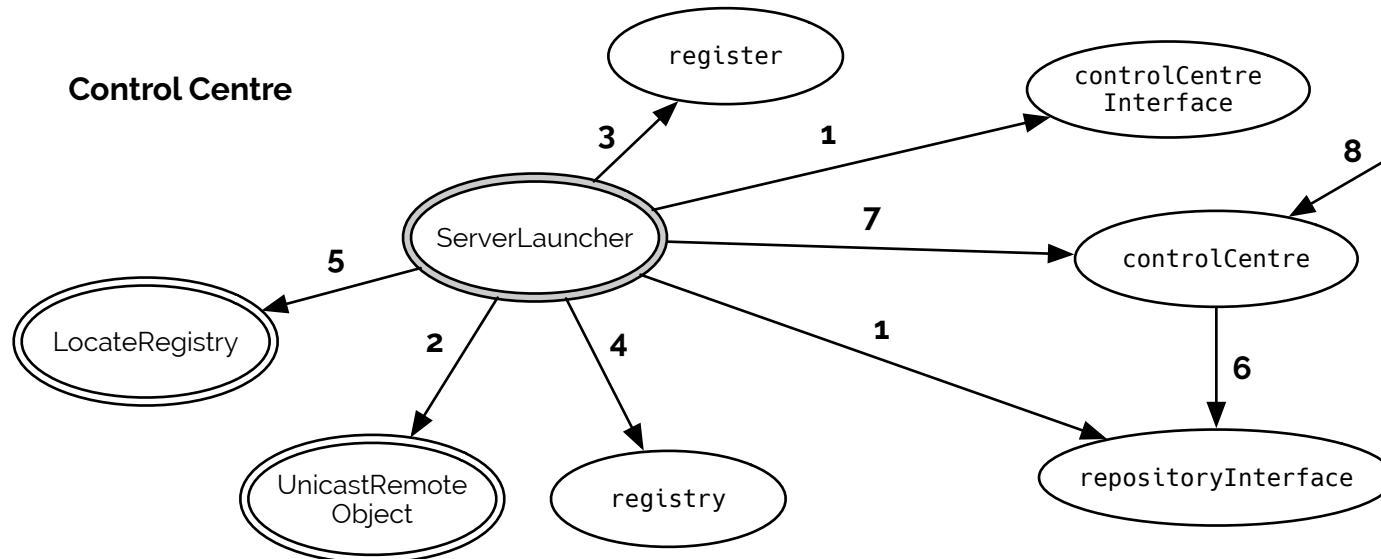 register
Control Centre
controlCentre
Interface
3
1
8
ServerLauncher
7
controlCentre
5
LocateRegistry
2
4
1
6
UnicastRemote
Object
registry
repositoryInterface